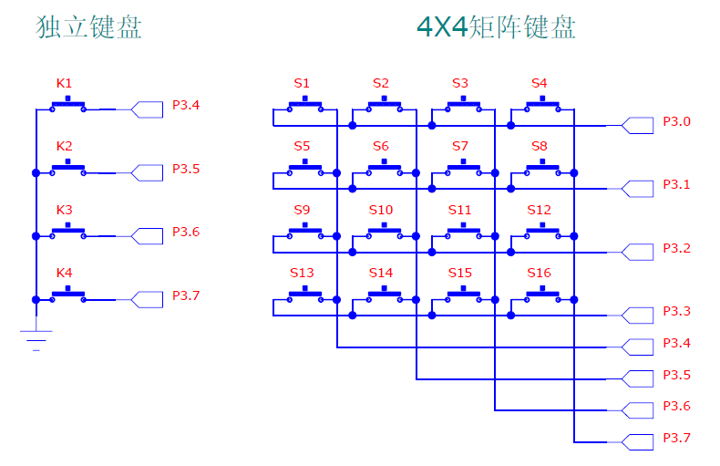 独立键盘
4X4矩阵键盘
K1
P3.4
K2
P3.5
K3
P3.6
K4
P3.7
S1 S2 S3 S4
P3.0
S5 S6 S7 S8
P3.1
S9 S10 S11 S12
P3.2
S13 S14 S15 S16
P3.3
P3.4
P3.5
P3.6
P3.7